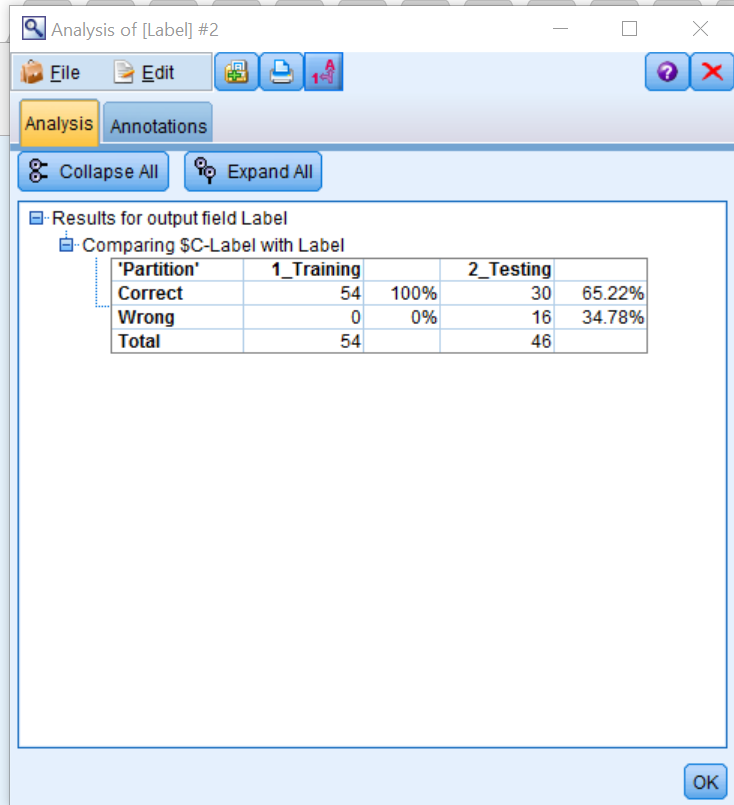 Analysis of [Label] #2
File Edit
Analysis Annotations
Collapse All Expand All
Results for output field Label
Comparing $C-Label with Label
'Partition' 1_Training 2_Testing
Correct 54 100% 30 65.22%
Wrong 0 0% 16 34.78%
Total 54 46
OK